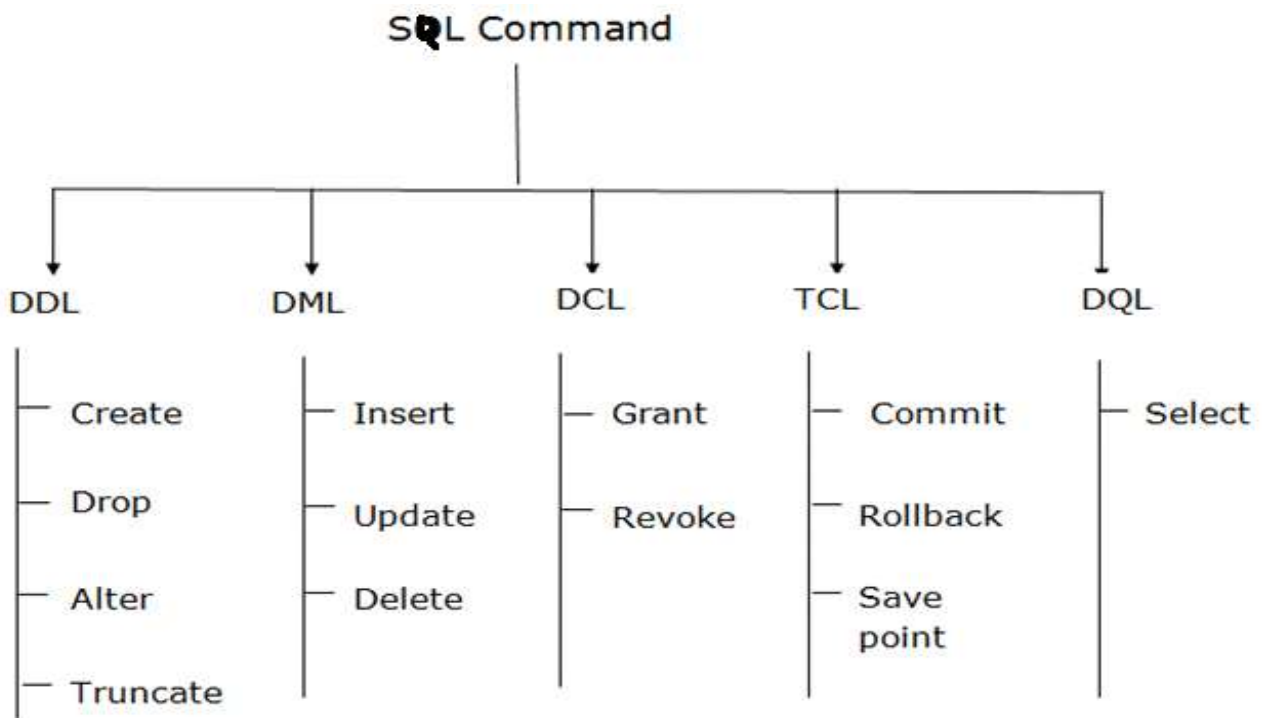 SQL Command
DDL
DML
DCL
TCL
DQL
Create
Drop
Alter
Truncate
Insert
Update
Delete
Grant
Revoke
Commit
Rollback
Save
point
Select